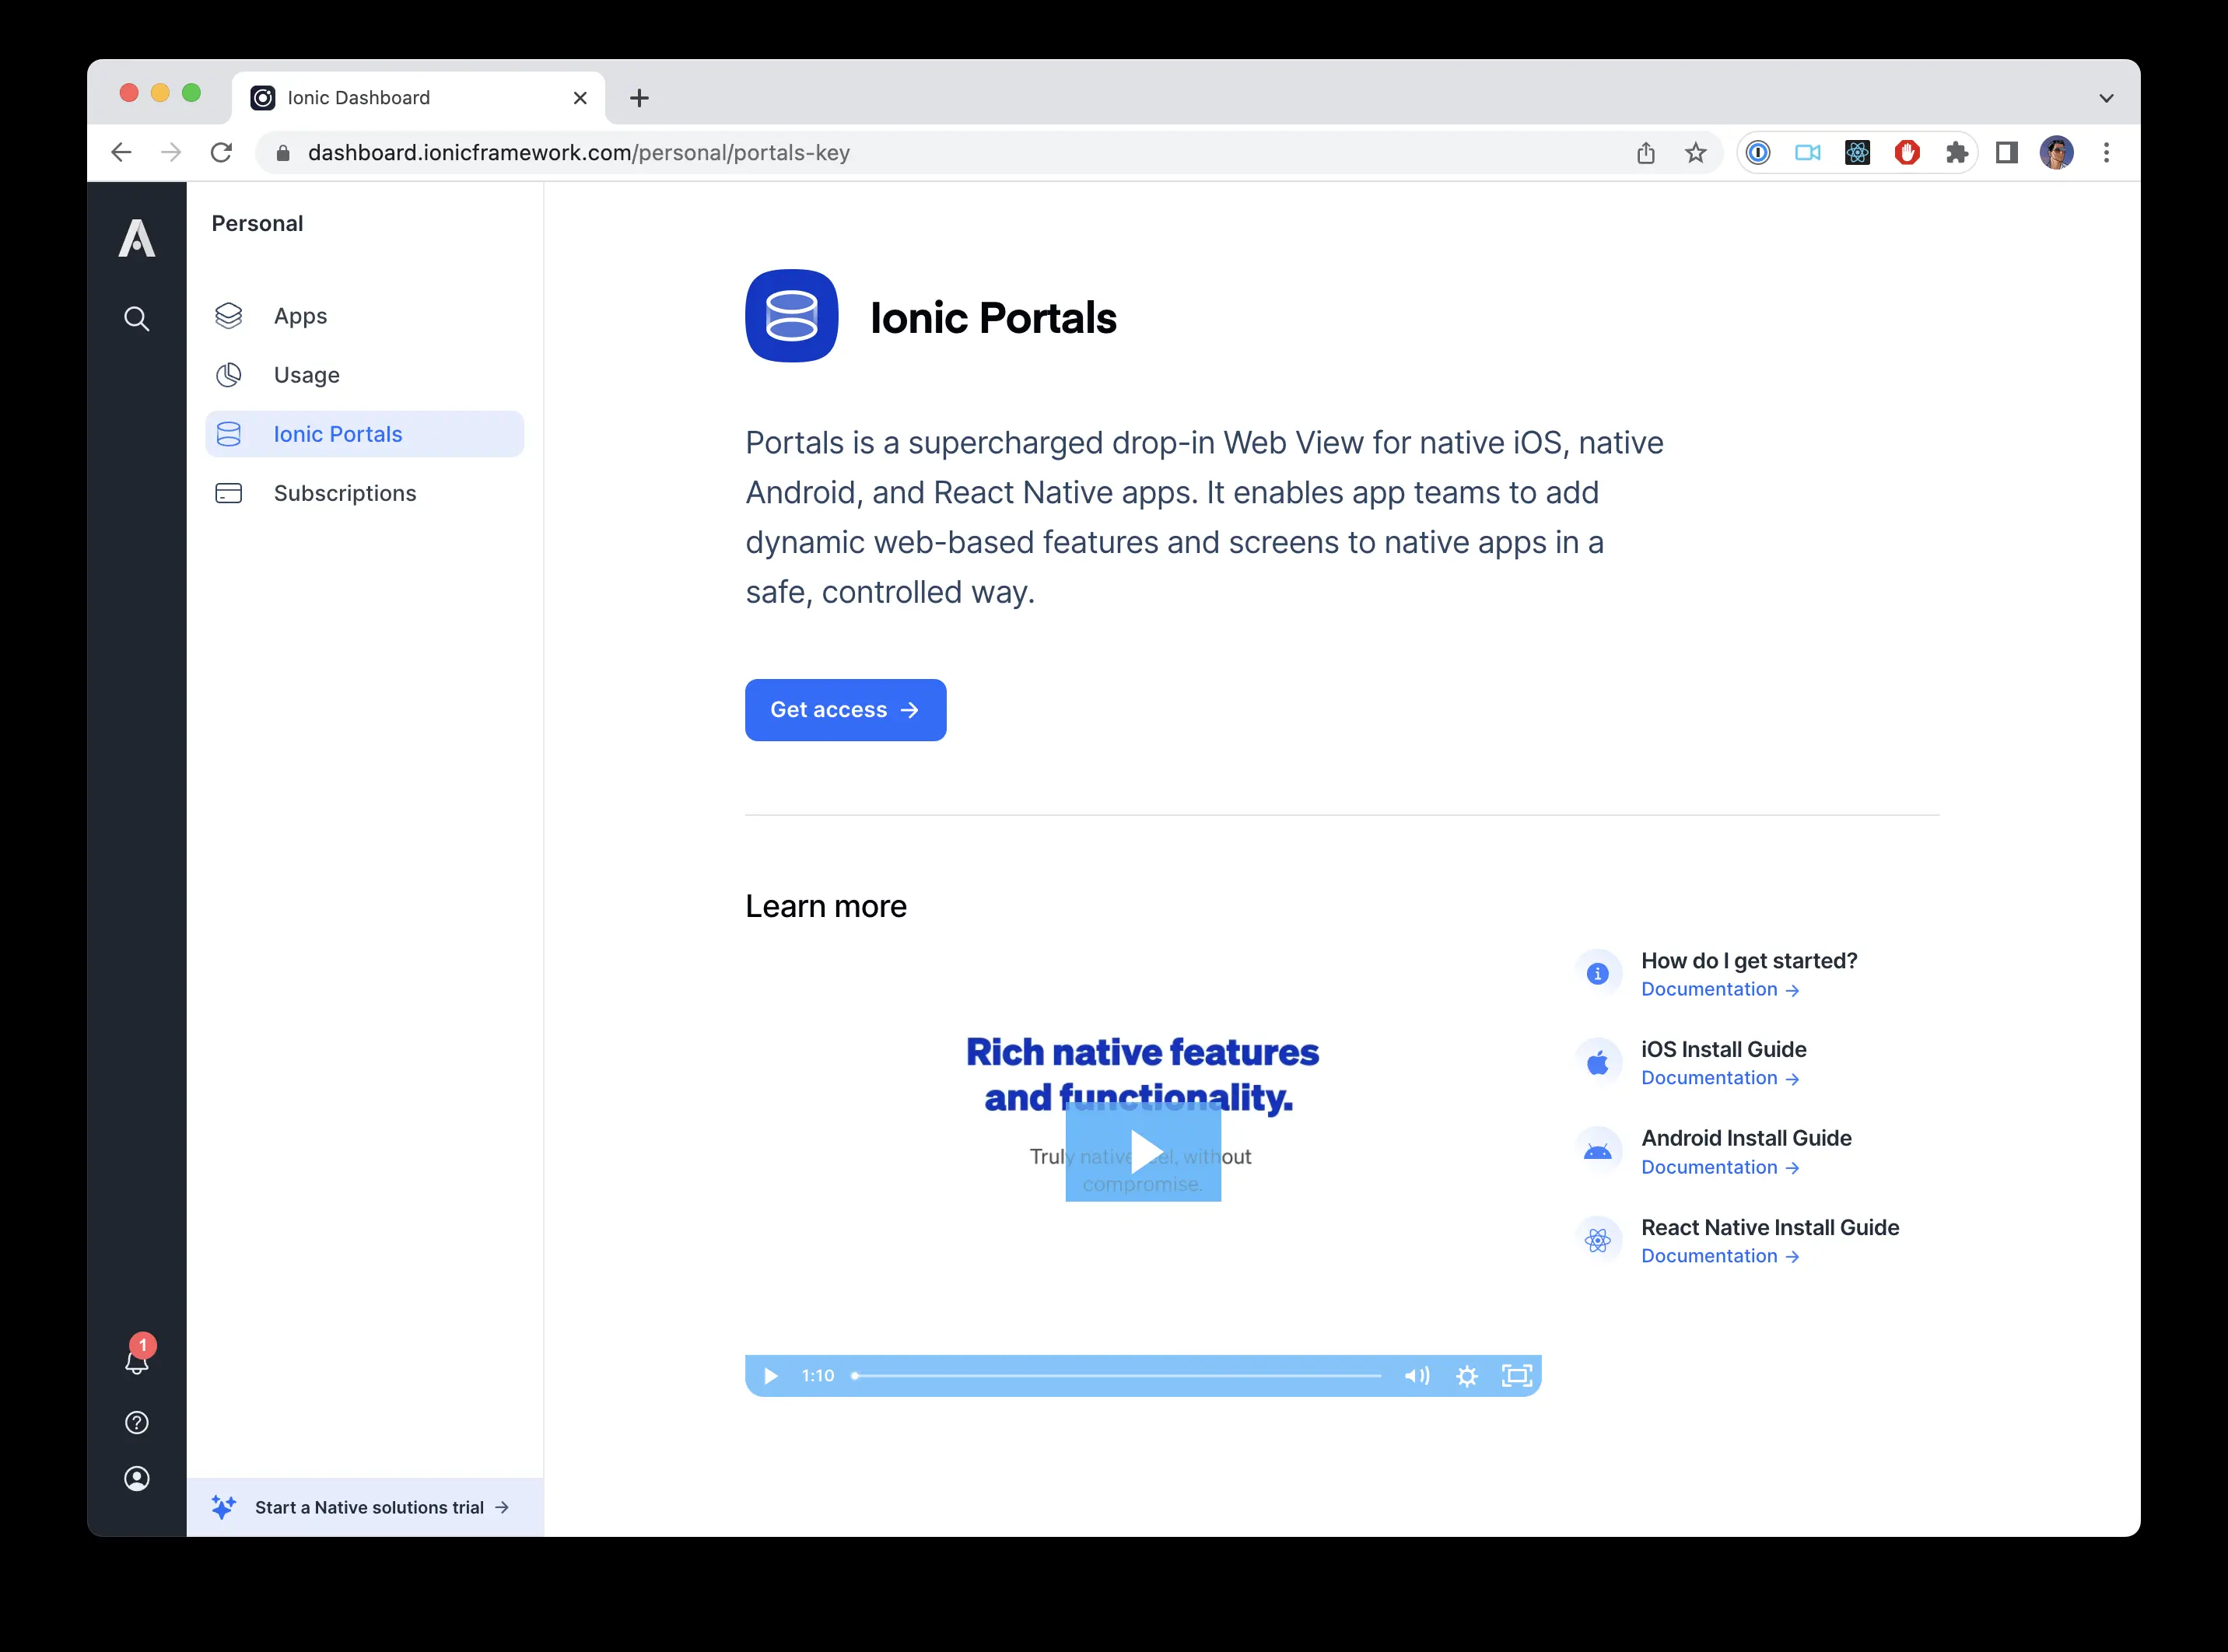 Ionic Dashboard
dashboard.ionicframework.com/personal/portals-key
Personal
Apps
Usage
Ionic Portals
Subscriptions
1
Start a Native solutions trial →
Ionic Portals
Portals is a supercharged drop-in Web View for native iOS, native
Android, and React Native apps. It enables app teams to add
dynamic web-based features and screens to native apps in a
safe, controlled way.
Get access →
Learn more
Rich native features
and functionality.
Truly native feel, without
compromise.
1:10
How do I get started?
Documentation →
iOS Install Guide
Documentation →
Android Install Guide
Documentation →
React Native Install Guide
Documentation →